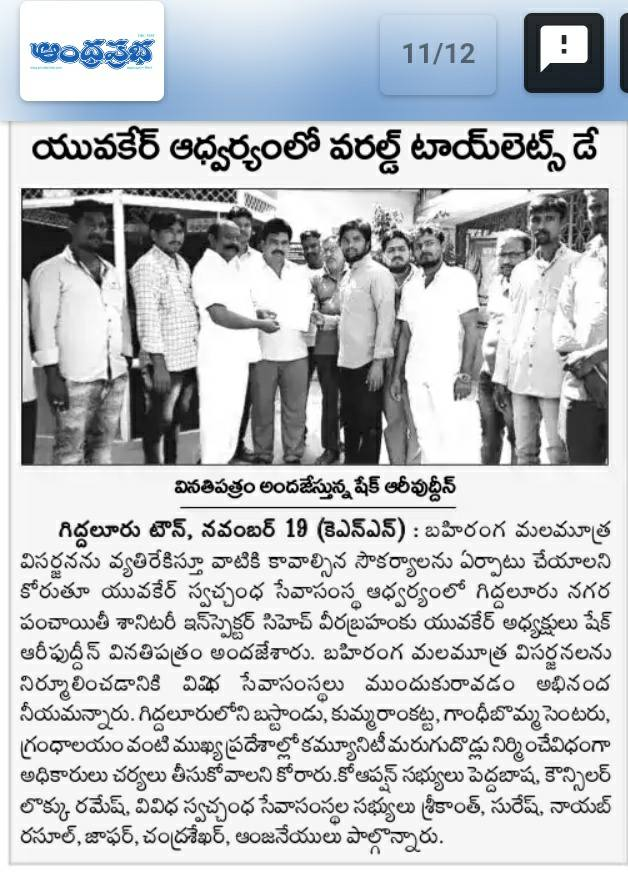 ఆంధ్రప్రభ
11/12
యువకేర్ ఆధ్వర్యంలో వరల్డ్ టాయ్‌లెట్స్ డే
వినతిపత్రం అందజేస్తున్న షేక్ ఆరీవుద్దీన్
గిద్దలూరు టౌన్, నవంబర్ 19 (కెఎన్ఎన్) : బహిరంగ మలమూత్ర
విసర్జనను వ్యతిరేకిస్తూ వాటికి కావాల్సిన సౌకర్యాలను ఏర్పాటు చేయాలని
కోరుతూ యువకేర్ స్వచ్చంధ సేవాసంస్థ ఆధ్వర్యంలో గిద్దలూరు నగర
పంచాయితీ శానిటరీ ఇన్‌స్పెక్టర్ సిహెచ్ వీరబ్రహంకు యువకేర్ అధ్యక్షులు షేక్
ఆరీఫుద్దీన్ వినతిపత్రం అందజేశారు. బహిరంగ మలమూత్ర విసర్జనలను
నిర్మూలించడానికి వివిధ సేవాసంస్థలు ముందుకురావడం అభినంద
నీయమన్నారు. గిద్దలూరులోని బస్టాండు, కుమ్మరాంకట్ట, గాంధీబొమ్మ సెంటరు,
గ్రంధాలయం వంటి ముఖ్య ప్రదేశాల్లో కమ్యూనిటీ మరుగుదొడ్లు నిర్మించేవిధంగా
అధికారులు చర్యలు తీసుకోవాలని కోరారు.కోఆప్షన్ సభ్యులు పెద్దబాష, కౌన్సిలర్
లొక్కు రమేష్, వివిధ స్వచ్చంధ సేవాసంస్థల సభ్యులు శ్రీకాంత్, సురేష్, నాయబ్
రసూల్, జాఫర్, చంద్రశేఖర్, ఆంజనేయులు పాల్గొన్నారు.